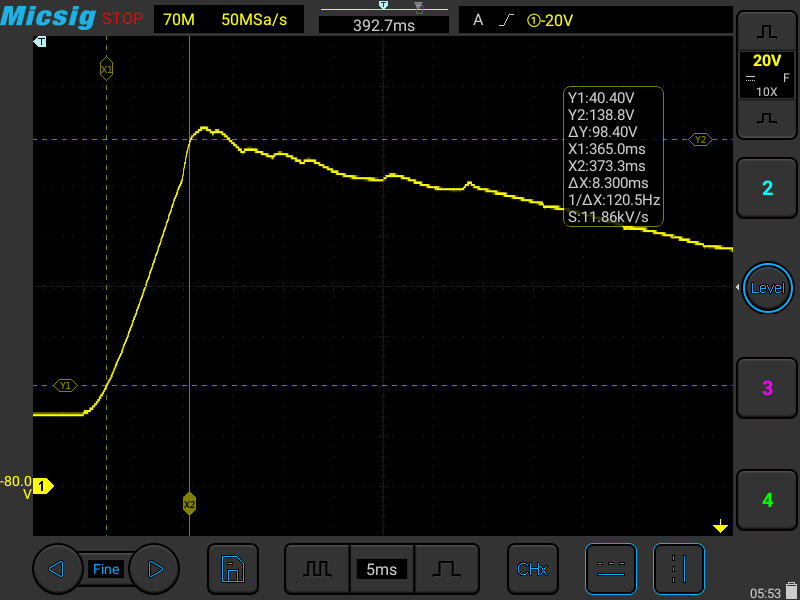 Micsig STOP 70M 50MSa/s 392.7ms A ①-20V
T T
X1
20V
F
10X
Y1:40.40V
Y2:138.8V
ΔY:98.40V
X1:365.0ms
X2:373.3ms
ΔX:8.300ms
1/ΔX:120.5Hz
S:11.86kV/s
Y2
2
Level
Y1
3
-80.0
V
1
X2
4
Fine 5ms CHx
05:53